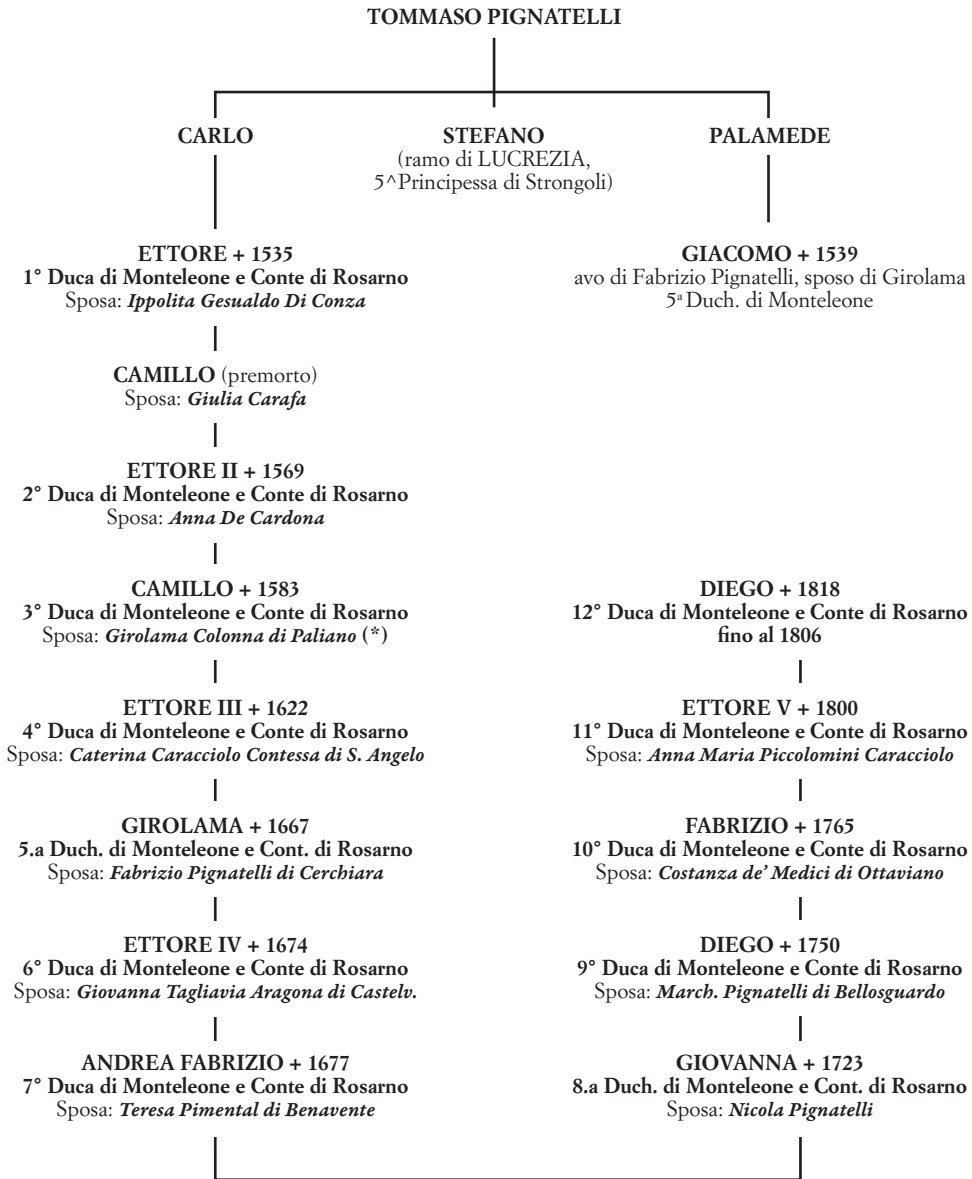 TOMMASO PIGNATELLI
CARLO
STEFANO
(ramo di LUCREZIA,
5^Principessa di Strongoli)
PALAMEDE
ETTORE + 1535
1° Duca di Monteleone e Conte di Rosarno
Sposa: Ippolita Gesualdo Di Conza
GIACOMO + 1539
avo di Fabrizio Pignatelli, sposo di Girolama
5ª Duch. di Monteleone
CAMILLO (premorto)
Sposa: Giulia Carafa
ETTORE II + 1569
2° Duca di Monteleone e Conte di Rosarno
Sposa: Anna De Cardona
CAMILLO + 1583
3° Duca di Monteleone e Conte di Rosarno
Sposa: Girolama Colonna di Paliano (*)
ETTORE III + 1622
4° Duca di Monteleone e Conte di Rosarno
Sposa: Caterina Caracciolo Contessa di S. Angelo
GIROLAMA + 1667
5.a Duch. di Monteleone e Cont. di Rosarno
Sposa: Fabrizio Pignatelli di Cerchiara
ETTORE IV + 1674
6° Duca di Monteleone e Conte di Rosarno
Sposa: Giovanna Tagliavia Aragona di Castelv.
ANDREA FABRIZIO + 1677
7° Duca di Monteleone e Conte di Rosarno
Sposa: Teresa Pimental di Benavente
DIEGO + 1818
12° Duca di Monteleone e Conte di Rosarno
fino al 1806
ETTORE V + 1800
11° Duca di Monteleone e Conte di Rosarno
Sposa: Anna Maria Piccolomini Caracciolo
FABRIZIO + 1765
10° Duca di Monteleone e Conte di Rosarno
Sposa: Costanza de' Medici di Ottaviano
DIEGO + 1750
9° Duca di Monteleone e Conte di Rosarno
Sposa: March. Pignatelli di Bellosguardo
GIOVANNA + 1723
8.a Duch. di Monteleone e Cont. di Rosarno
Sposa: Nicola Pignatelli